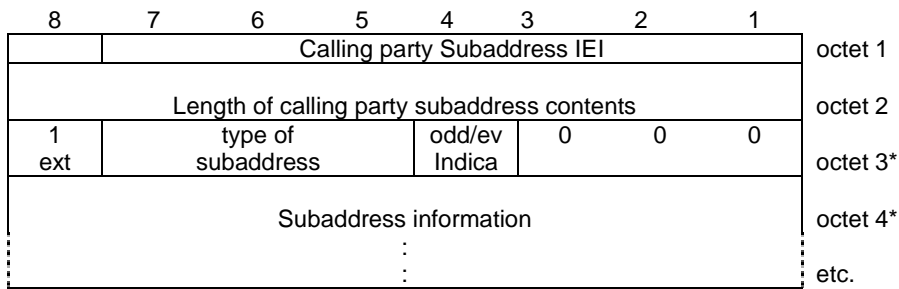 8 7 6 5 4 3 2 1
Calling party Subaddress IEI octet 1
Length of calling party subaddress contents octet 2
1 type of odd/ev 0 0 0
ext subaddress Indica octet 3*
Subaddress information octet 4*
:
: etc.